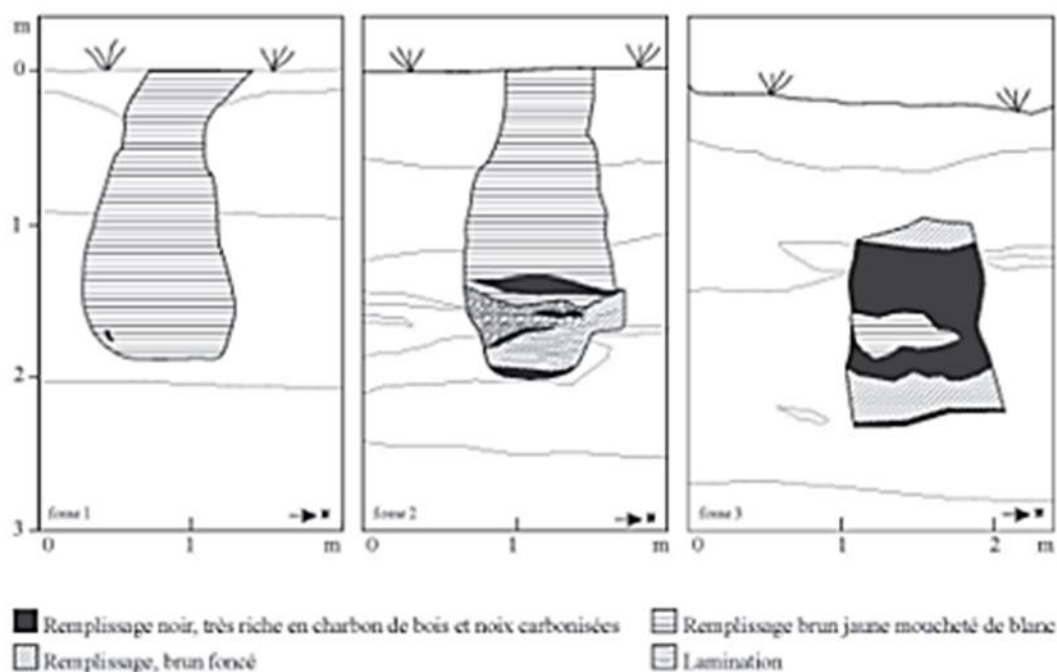 m
0
1
2
3
fosse 1
fosse 2
fosse 3
0 1 m
0 1 m
0 1 2 m
Remplissage noir, très riche en charbon de bois et noix carbonisées
Remplissage brun jaune moucheté de blanc
Remplissage, brun foncé
Lamination